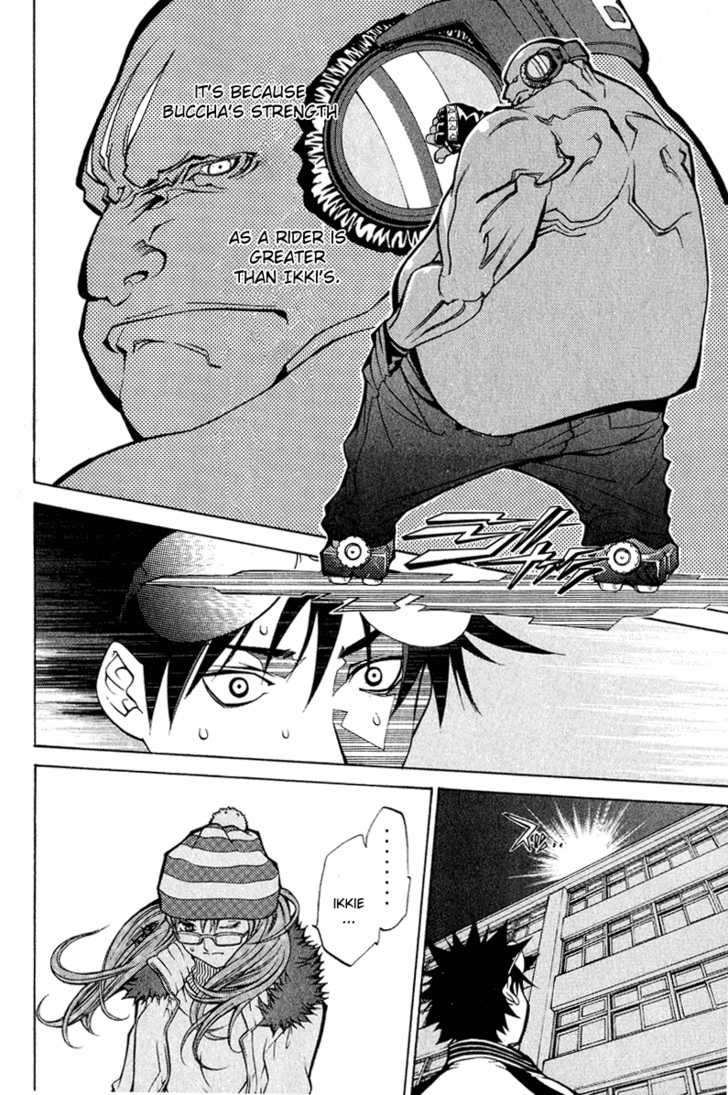 IT'S BECAUSE
BUCCHA'S STRENGTH
AS A RIDER IS
GREATER
THAN IKKI'S.
.........
IKKIE
...